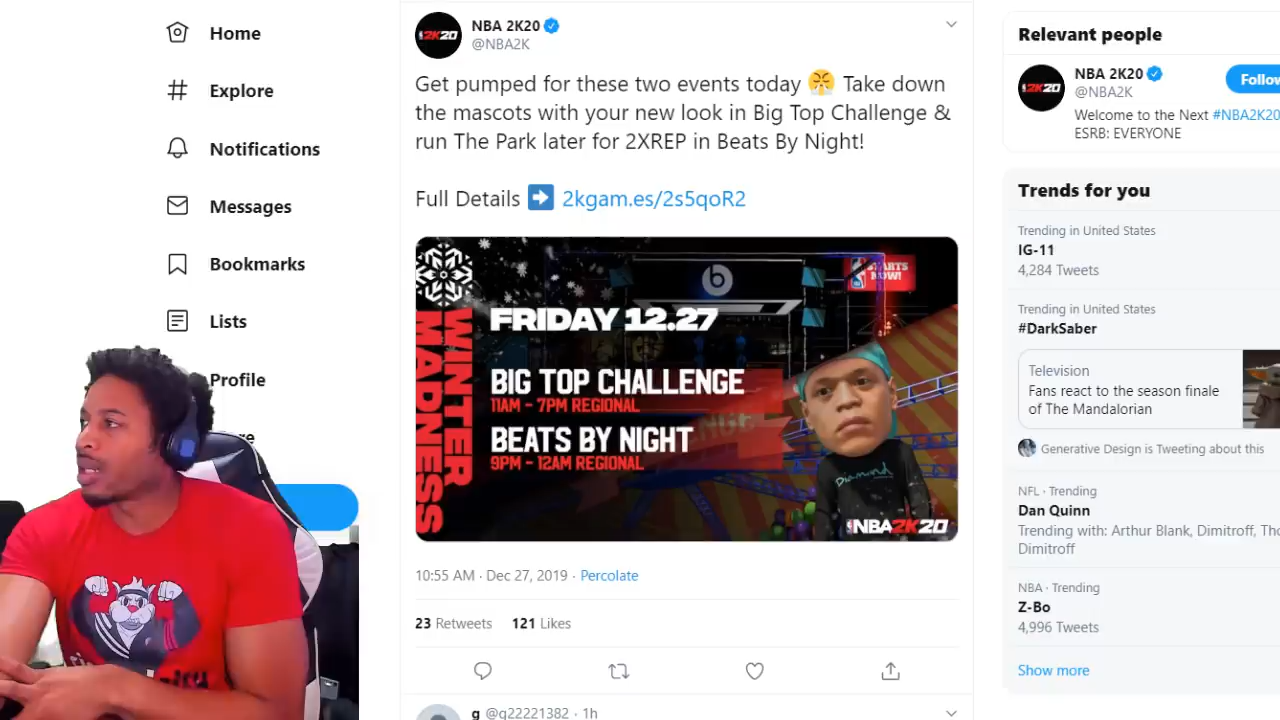 Home
Explore
Notifications
Messages
Bookmarks
Lists
Profile
NBA 2K20
@NBA2K
Get pumped for these two events today 😤 Take down
the mascots with your new look in Big Top Challenge &
run The Park later for 2XREP in Beats By Night!
Full Details ➡️ 2kgam.es/2s5qoR2
WINTER
MADNESS
FRIDAY 12.27
BIG TOP CHALLENGE
11AM - 7PM REGIONAL
BEATS BY NIGHT
9PM - 12AM REGIONAL
STARTS
NOW!
Diamond
NBA2K20
10:55 AM · Dec 27, 2019 · Percolate
23 Retweets 121 Likes
g @g22221382 · 1h
Relevant people
NBA 2K20
@NBA2K
Follow
Welcome to the Next #NBA2K20
ESRB: EVERYONE
Trends for you
Trending in United States
IG-11
4,284 Tweets
Trending in United States
#DarkSaber
Television
Fans react to the season finale
of The Mandalorian
Generative Design is Tweeting about this
NFL · Trending
Dan Quinn
Trending with: Arthur Blank, Dimitroff,
Dimitroff
NBA · Trending
Z-Bo
4,996 Tweets
Show more